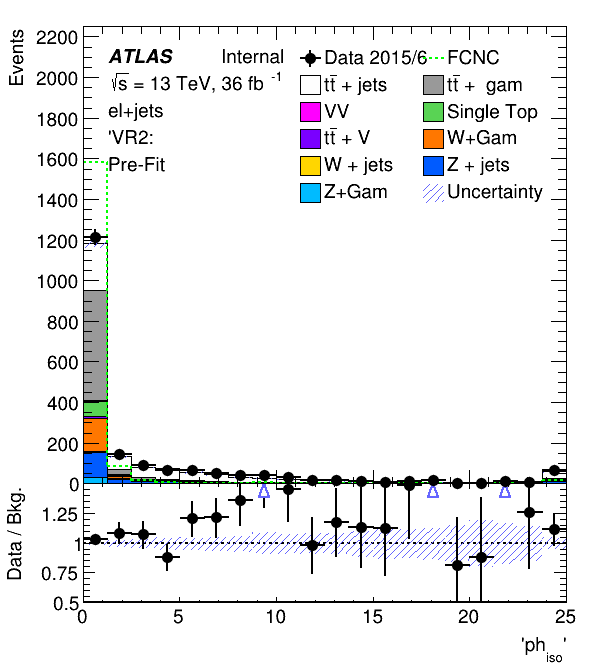 Events
2200
2000
1800
1600
1400
1200
1000
800
600
400
200
0
ATLAS Internal
√s = 13 TeV, 36 fb -1
el+jets
'VR2:
Pre-Fit
Data 2015/6 FCNC
tt̄ + jets tt̄ + gam
VV Single Top
tt̄ + V W+Gam
W + jets Z + jets
Z+Gam Uncertainty
Data / Bkg.
1.25
1
0.75
0.5
0 5 10 15 20 25
'ph_iso'